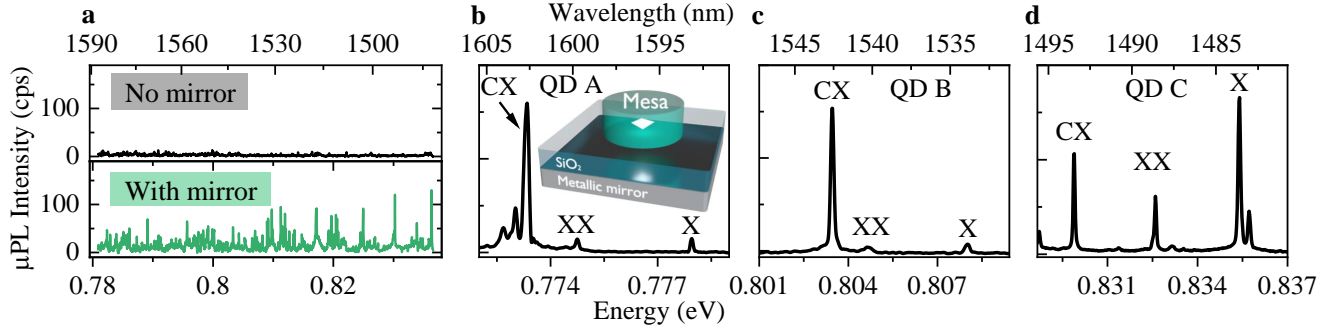 a
Wavelength (nm)
b
c
d
1590 1560 1530 1500
1605 1600 1595
1545 1540 1535
1495 1490 1485
No mirror
With mirror
µPL Intensity (cps)
100
0
100
0
0.78 0.8 0.82
CX
QD A
Mesa
SiO₂
Metallic mirror
XX
X
0.774 0.777
CX
QD B
XX
X
0.801 0.804 0.807
CX
QD C
XX
X
0.831 0.834 0.837
Energy (eV)